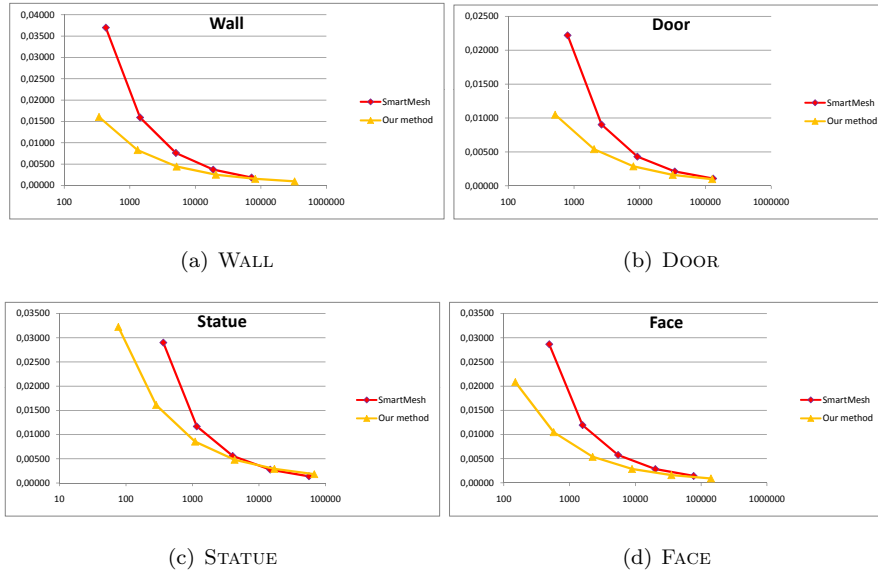 Wall
0,04000
0,03500
0,03000
0,02500
0,02000
0,01500
0,01000
0,00500
0,00000
100 1000 10000 100000 1000000
SmartMesh
Our method
(a) WALL
Door
0,02500
0,02000
0,01500
0,01000
0,00500
0,00000
100 1000 10000 100000 1000000
SmartMesh
Our method
(b) DOOR
Statue
0,03500
0,03000
0,02500
0,02000
0,01500
0,01000
0,00500
0,00000
10 100 1000 10000 100000
SmartMesh
Our method
(c) STATUE
Face
0,03500
0,03000
0,02500
0,02000
0,01500
0,01000
0,00500
0,00000
100 1000 10000 100000 1000000
SmartMesh
Our method
(d) FACE